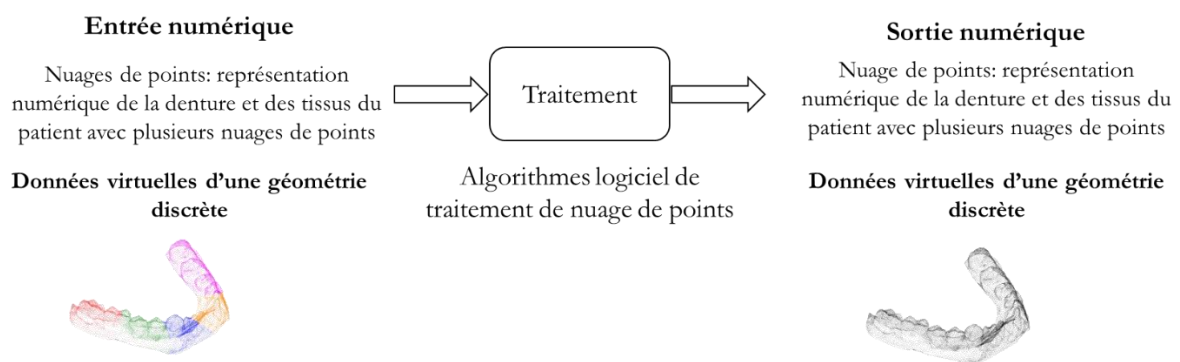 Entrée numérique
Nuages de points: représentation
numérique de la denture et des tissus du
patient avec plusieurs nuages de points
Données virtuelles d'une géométrie
discrète
Traitement
Algorithmes logiciel de
traitement de nuage de points
Sortie numérique
Nuage de points: représentation
numérique de la denture et des tissus du
patient avec plusieurs nuages de points
Données virtuelles d'une géométrie
discrète